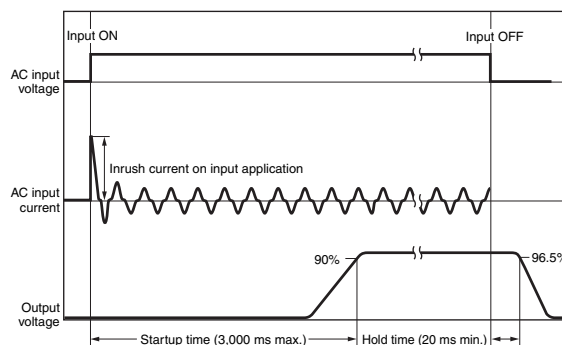 Input ON
Input OFF
AC input
voltage
Inrush current on input application
AC input
current
90%
96.5%
Output
voltage
Startup time (3,000 ms max.)
Hold time (20 ms min.)